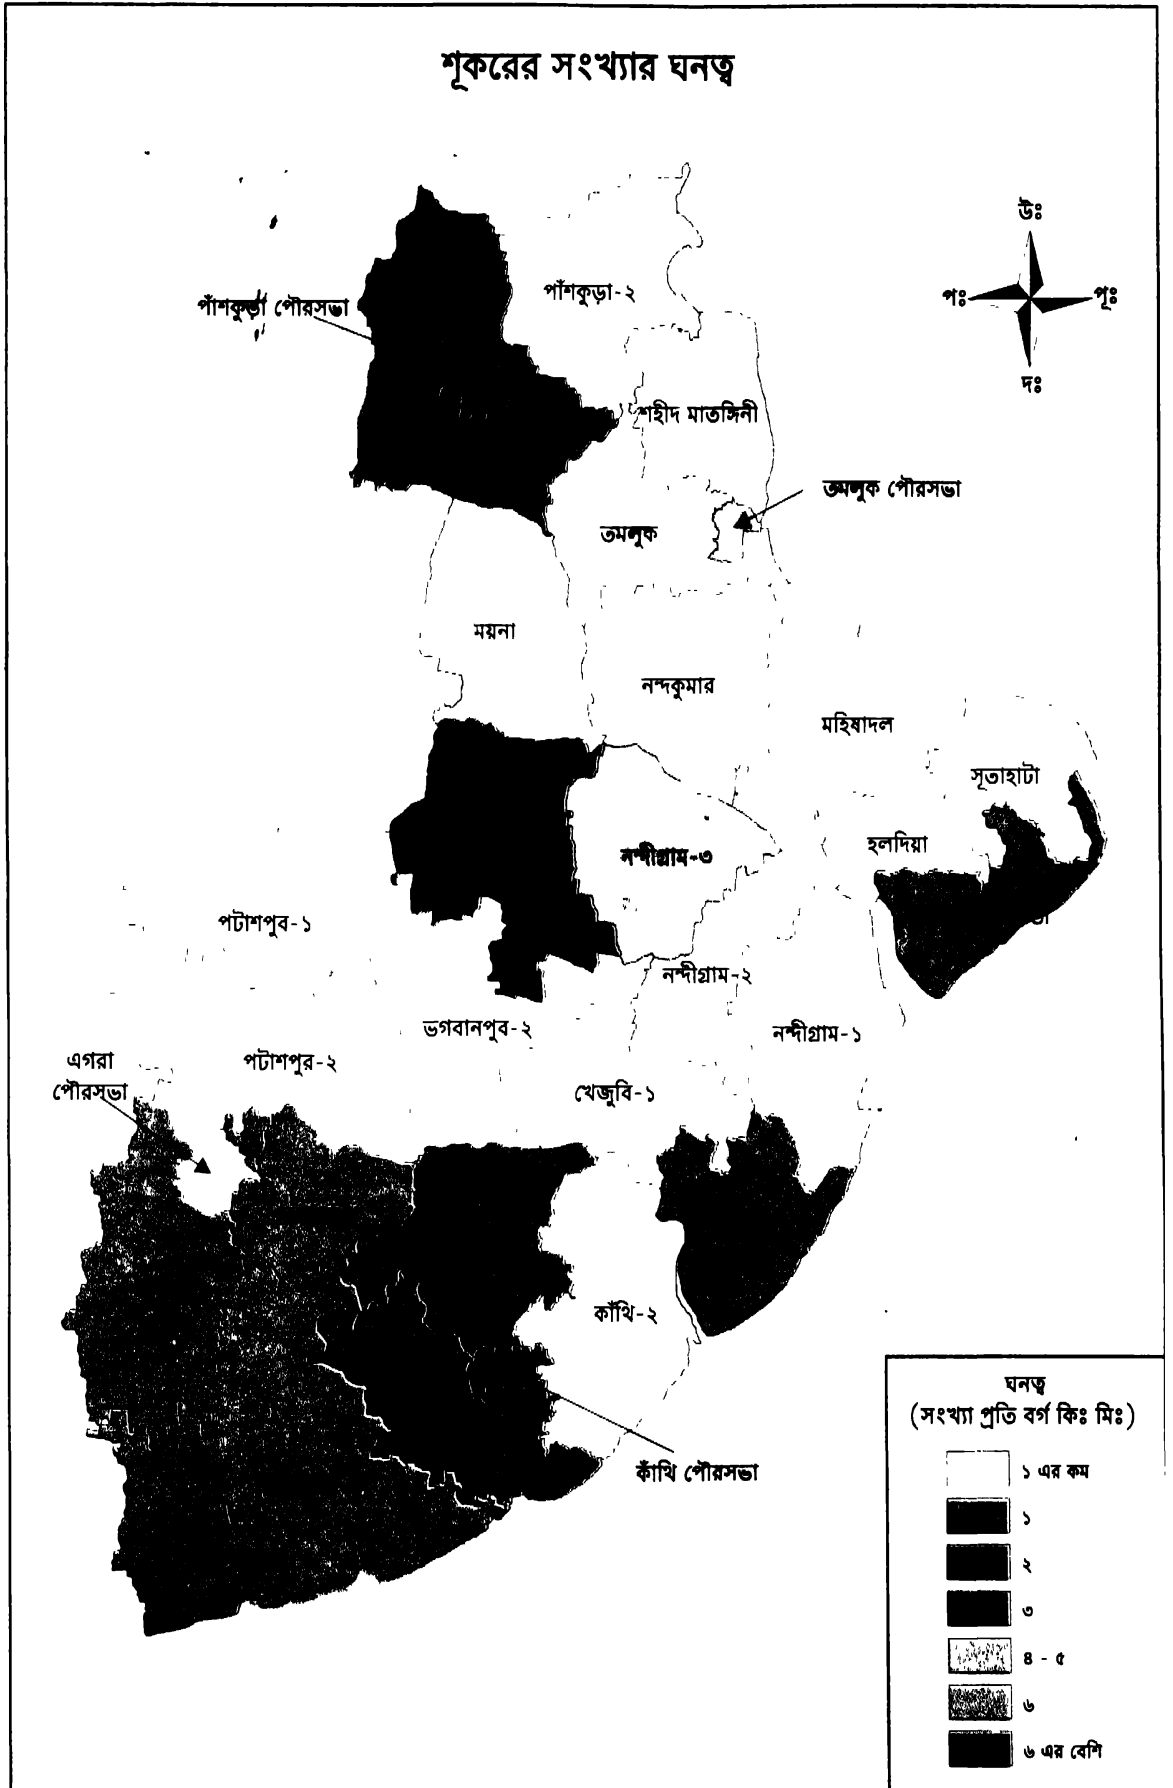 শূকরের সংখ্যার ঘনত্ব
উঃ
পঃ
পূঃ
দঃ
পাঁশকুড়া পৌরসভা
পাঁশকুড়া-২
শহীদ মাতঙ্গিনী
তমলুক পৌরসভা
তমলুক
ময়না
নন্দকুমার
মহিষাদল
সূতাহাটা
হলদিয়া
নন্দীগ্রাম-৩
পটাশপুব-১
নন্দীগ্রাম-২
ভগবানপুব-২
নন্দীগ্রাম-১
এগরা
পৌরসভা
পটাশপুর-২
খেজুবি-১
কাঁথি-২
কাঁথি পৌরসভা
ঘনত্ব
(সংখ্যা প্রতি বর্গ কিঃ মিঃ)
১ এর কম
১
২
৩
৪ - ৫
৬
৬ এর বেশি